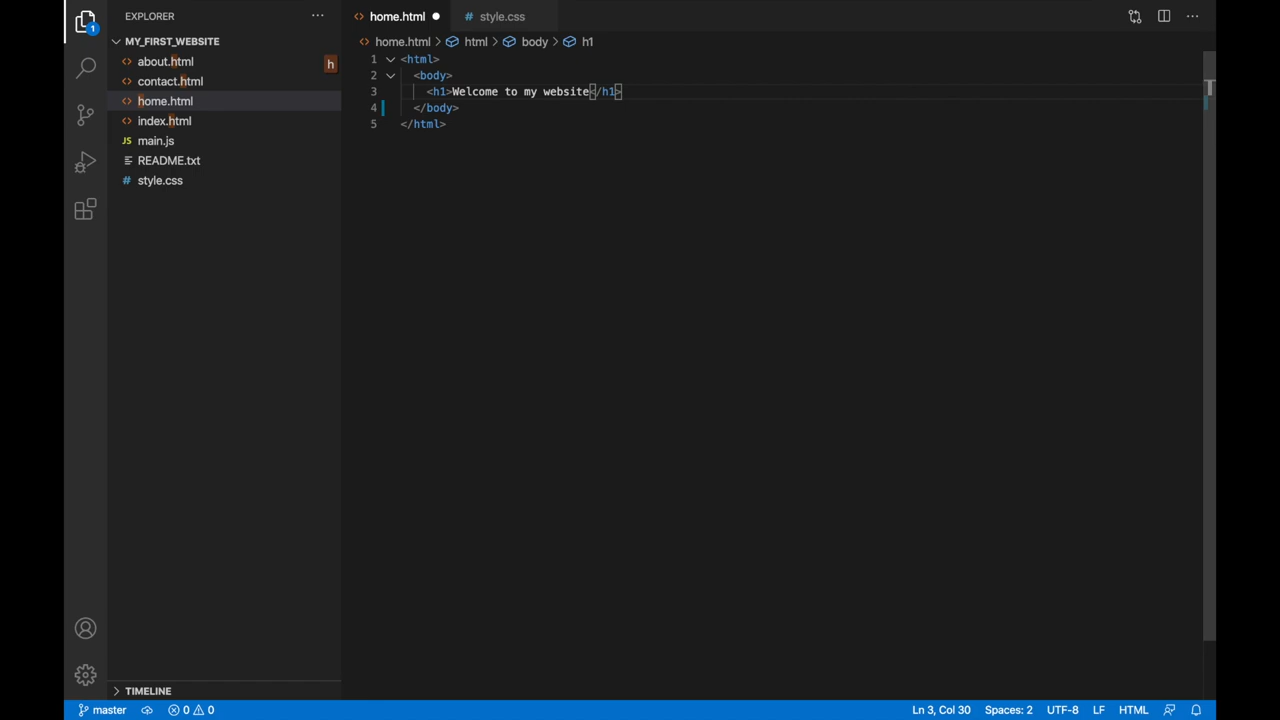 EXPLORER
MY_FIRST_WEBSITE
about.html
h
contact.html
home.html
index.html
JS main.js
README.txt
# style.css
TIMELINE
1
<> home.html
# style.css
<> home.html > html > body > h1
1 <html>
2 <body>
3 <h1>Welcome to my website</h1>
4 </body>
5 </html>
master
0 0
Ln 3, Col 30
Spaces: 2
UTF-8
LF
HTML